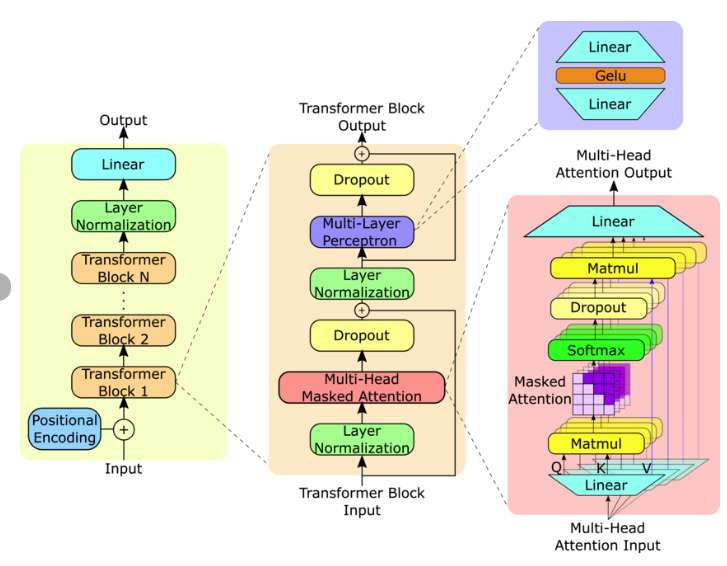 Output
Linear
Layer
Normalization
Transformer
Block N
Transformer
Block 2
Transformer
Block 1
Positional
Encoding
Input
Transformer Block
Output
Dropout
Multi-Layer
Perceptron
Layer
Normalization
Dropout
Multi-Head
Masked Attention
Layer
Normalization
Transformer Block
Input
Linear
Gelu
Linear
Multi-Head
Attention Output
Linear
Matmul
Dropout
Softmax
Masked
Attention
Matmul
Q K V
Linear
Multi-Head
Attention Input